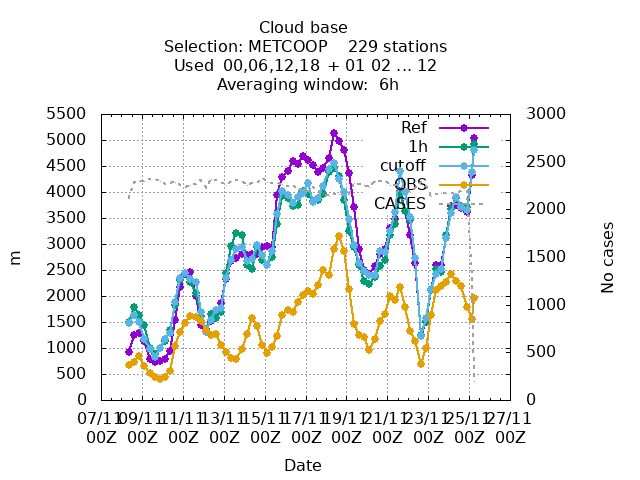 Cloud base
Selection: METCOOP    229 stations
Used  00,06,12,18  + 01 02 ... 12
Averaging window:  6h
5500
5000
4500
4000
3500
3000
2500
2000
1500
1000
500
0
m
3000
2500
2000
1500
1000
500
0
No cases
Ref
1h
cutoff
OBS
CASES
07/11 09/11 11/11 13/11 15/11 17/11 19/11 21/11 23/11 25/11 27/11
00Z 00Z 00Z 00Z 00Z 00Z 00Z 00Z 00Z 00Z 00Z
Date